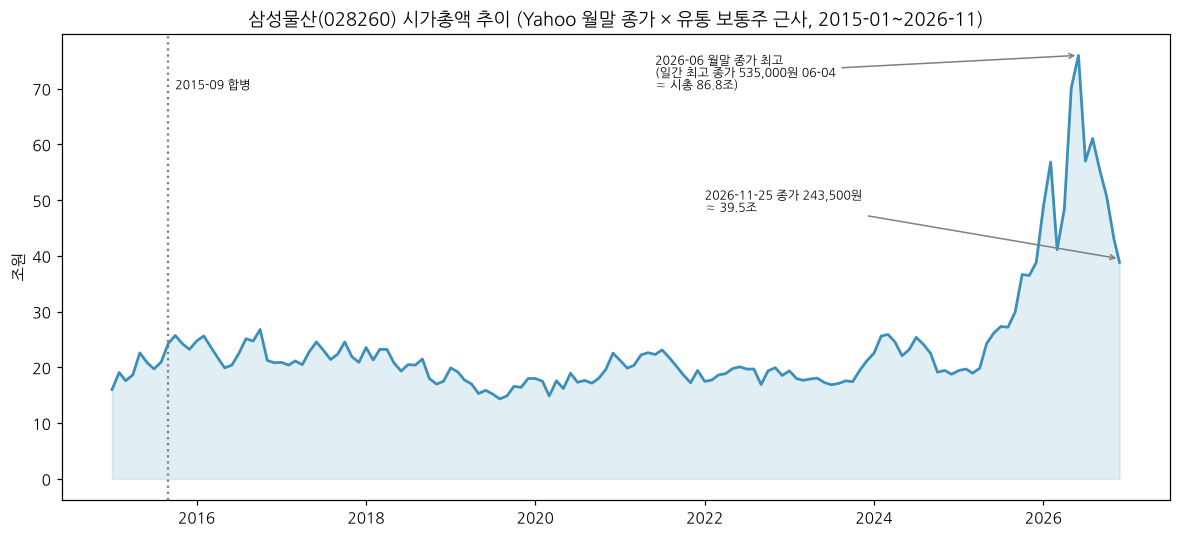 삼성물산(028260) 시가총액 추이 (Yahoo 월말 종가 × 유통 보통주 근사, 2015-01~2026-11)
2026-06 월말 종가 최고
(일간 최고 종가 535,000원 06-04
≈ 시총 86.8조)
2015-09 합병
2026-11-25 종가 243,500원
≈ 39.5조
조원
70
60
50
40
30
20
10
0
2016
2018
2020
2022
2024
2026